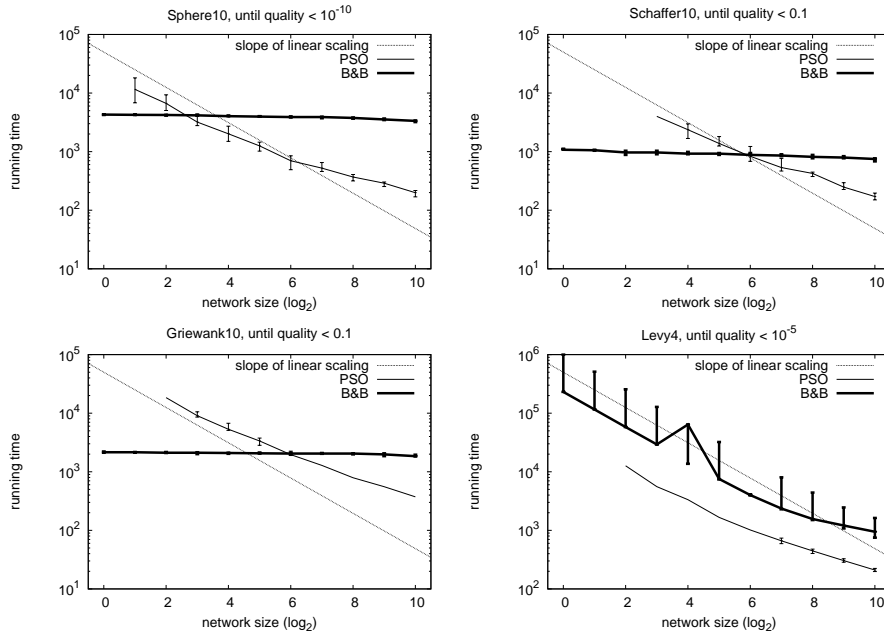 Sphere10, until quality < 10^-10
slope of linear scaling
PSO
B&B
running time
10^5
10^4
10^3
10^2
10^1
0 2 4 6 8 10
network size (log_2)
Schaffer10, until quality < 0.1
slope of linear scaling
PSO
B&B
running time
10^5
10^4
10^3
10^2
10^1
0 2 4 6 8 10
network size (log_2)
Griewank10, until quality < 0.1
slope of linear scaling
PSO
B&B
running time
10^5
10^4
10^3
10^2
10^1
0 2 4 6 8 10
network size (log_2)
Levy4, until quality < 10^-5
slope of linear scaling
PSO
B&B
running time
10^6
10^5
10^4
10^3
10^2
0 2 4 6 8 10
network size (log_2)